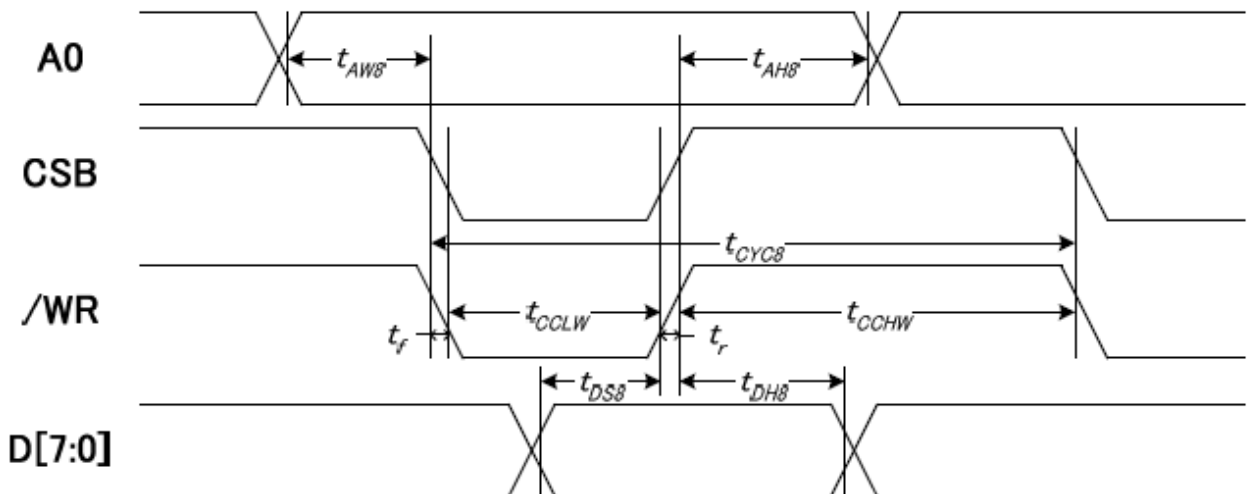 A0
tAW8
tAH8
CSB
tCYC8
/WR
tf
tCCLW
tr
tCCHW
tDS8
tDH8
D[7:0]